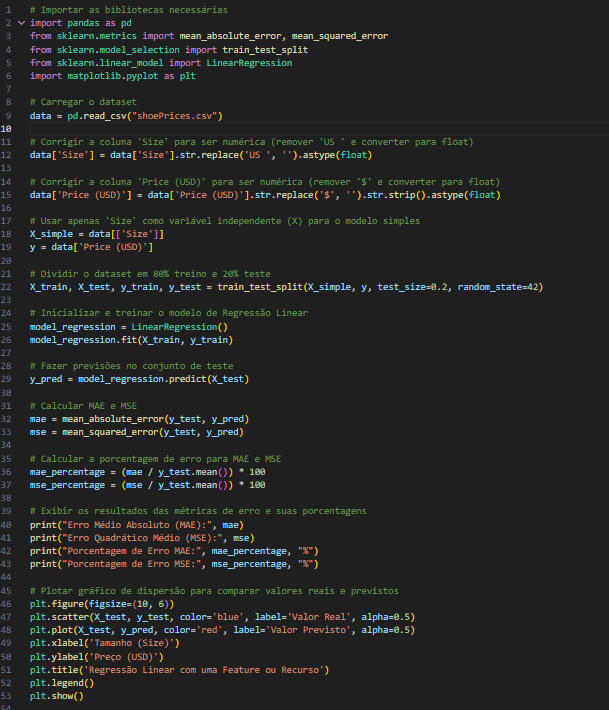 1 # Importar as bibliotecas necessárias
2 import pandas as pd
3 from sklearn.metrics import mean_absolute_error, mean_squared_error
4 from sklearn.model_selection import train_test_split
5 from sklearn.linear_model import LinearRegression
6 import matplotlib.pyplot as plt
7
8 # Carregar o dataset
9 data = pd.read_csv("shoePrices.csv")
10
11 # Corrigir a coluna 'Size' para ser numérica (remover 'US ' e converter para float)
12 data['Size'] = data['Size'].str.replace('US ', '').astype(float)
13
14 # Corrigir a coluna 'Price (USD)' para ser numérica (remover '$' e converter para float)
15 data['Price (USD)'] = data['Price (USD)'].str.replace('$', '').str.strip().astype(float)
16
17 # Usar apenas 'Size' como variável independente (X) para o modelo simples
18 X_simple = data[['Size']]
19 y = data['Price (USD)']
20
21 # Dividir o dataset em 80% treino e 20% teste
22 X_train, X_test, y_train, y_test = train_test_split(X_simple, y, test_size=0.2, random_state=42)
23
24 # Inicializar e treinar o modelo de Regressão Linear
25 model_regression = LinearRegression()
26 model_regression.fit(X_train, y_train)
27
28 # Fazer previsões no conjunto de teste
29 y_pred = model_regression.predict(X_test)
30
31 # Calcular MAE e MSE
32 mae = mean_absolute_error(y_test, y_pred)
33 mse = mean_squared_error(y_test, y_pred)
34
35 # Calcular a porcentagem de erro para MAE e MSE
36 mae_percentage = (mae / y_test.mean()) * 100
37 mse_percentage = (mse / y_test.mean()) * 100
38
39 # Exibir os resultados das métricas de erro e suas porcentagens
40 print("Erro Médio Absoluto (MAE):", mae)
41 print("Erro Quadrático Médio (MSE):", mse)
42 print("Porcentagem de Erro MAE:", mae_percentage, "%")
43 print("Porcentagem de Erro MSE:", mse_percentage, "%")
44
45 # Plotar gráfico de dispersão para comparar valores reais e previstos
46 plt.figure(figsize=(10, 6))
47 plt.scatter(X_test, y_test, color='blue', label='Valor Real', alpha=0.5)
48 plt.plot(X_test, y_pred, color='red', label='Valor Previsto', alpha=0.5)
49 plt.xlabel('Tamanho (Size)')
50 plt.ylabel('Preço (USD)')
51 plt.title('Regressão Linear com uma Feature ou Recurso')
52 plt.legend()
53 plt.show()
54